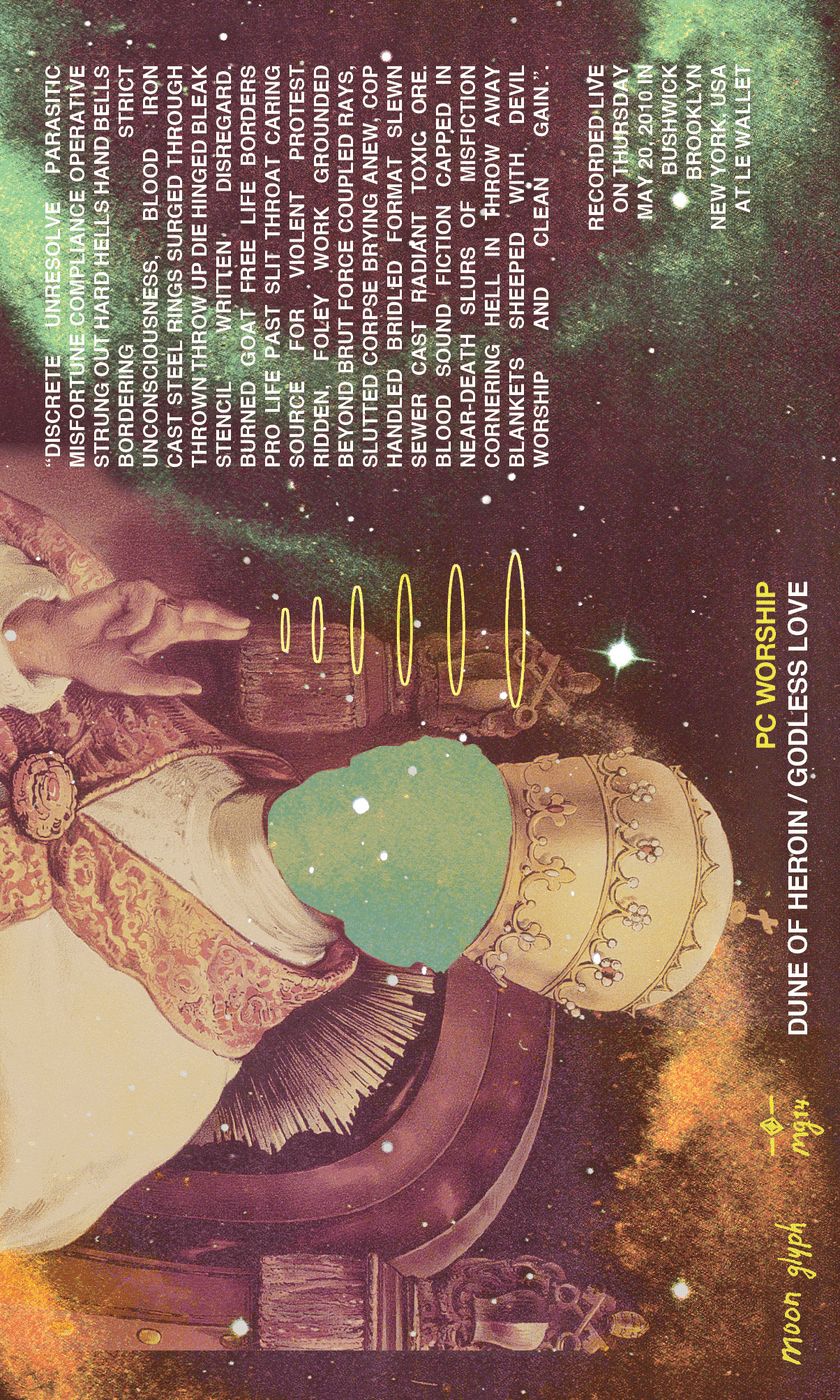 “DISCRETE UNRESOLVE PARASITIC
MISFORTUNE COMPLIANCE OPERATIVE
STRUNG OUT HARD HELLS HAND BELLS
BORDERING STRICT
UNCONSCIOUSNESS, BLOOD IRON
CAST STEEL RINGS SURGED THROUGH
THROWN THROW UP DIE HINGED BLEAK
STENCIL WRITTEN DISREGARD.
BURNED GOAT FREE LIFE BORDERS
PRO LIFE PAST SLIT THROAT CARING
SOURCE FOR VIOLENT PROTEST.
RIDDEN, FOLEY WORK GROUNDED
BEYOND BRUT FORCE COUPLED RAYS,
SLUTTED CORPSE BRYING ANEW, COP
HANDLED BRIDLED FORMAT SLEWN
SEWER CAST RADIANT TOXIC ORE.
BLOOD SOUND FICTION CAPPED IN
NEAR-DEATH SLURS OF MISFICTION
CORNERING HELL IN THROW AWAY
BLANKETS SHEEPED WITH DEVIL
WORSHIP AND CLEAN GAIN.”.
RECORDED LIVE
ON THURSDAY
MAY 20, 2010 IN
BUSHWICK
BROOKLYN
NEW YORK, USA
AT LE WALLET
PC WORSHIP
DUNE OF HEROIN / GODLESS LOVE
mg14
moon glyph